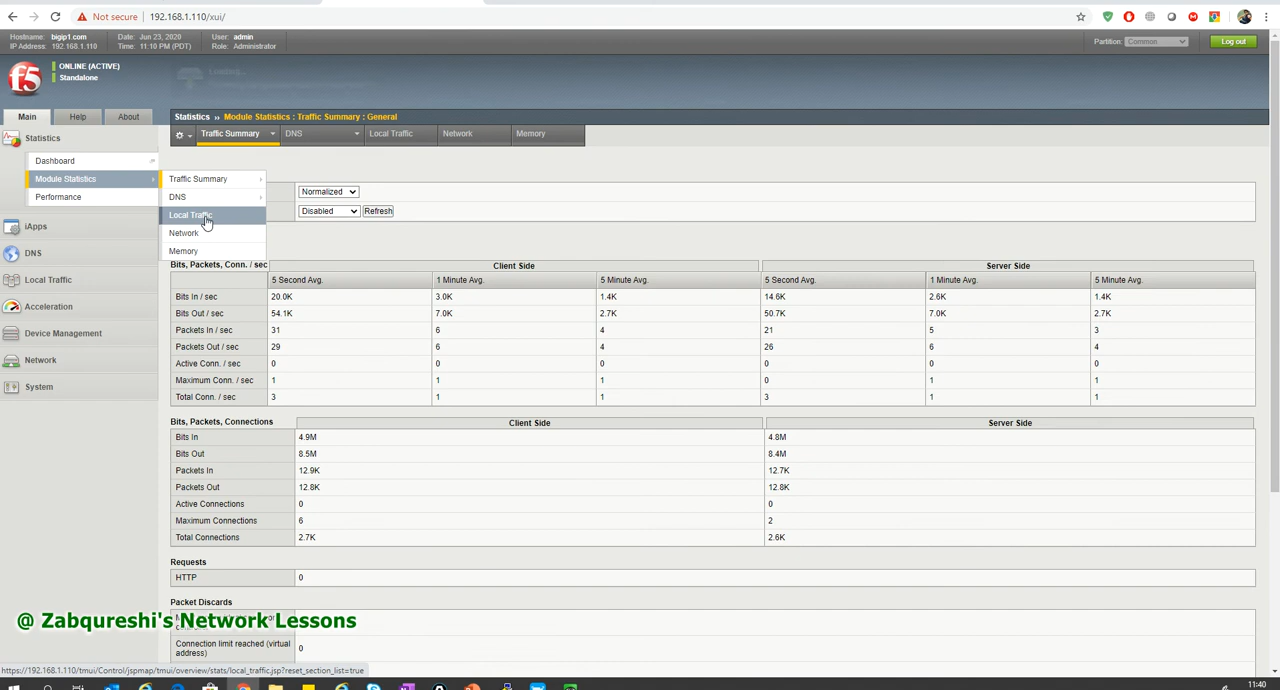 Not secure 192.168.1.110/xui/
Hostname: bigip1.com Date: Jun 23, 2020 User: admin
IP Address: 192.168.1.110 Time: 11:10 PM (PDT) Role: Administrator
Partition: Common Log out
f5 ONLINE (ACTIVE)
Standalone
Loading...
Main Help About
Statistics ›› Module Statistics : Traffic Summary : General
Traffic Summary DNS Local Traffic Network Memory
Statistics
Dashboard
Module Statistics
Performance
iApps
DNS
Local Traffic
Acceleration
Device Management
Network
System
Traffic Summary
DNS
Local Traffic
Network
Memory
Normalized
Disabled Refresh
Bits, Packets, Conn. / sec Client Side Server Side
5 Second Avg. 1 Minute Avg. 5 Minute Avg. 5 Second Avg. 1 Minute Avg. 5 Minute Avg.
Bits In / sec 20.0K 3.0K 1.4K 14.6K 2.6K 1.4K
Bits Out / sec 54.1K 7.0K 2.7K 50.7K 7.0K 2.7K
Packets In / sec 31 6 4 21 5 3
Packets Out / sec 29 6 4 26 6 4
Active Conn. / sec 0 0 0 0 0 0
Maximum Conn. / sec 1 1 1 0 1 1
Total Conn. / sec 3 1 1 3 1 1
Bits, Packets, Connections Client Side Server Side
Bits In 4.9M 4.8M
Bits Out 8.5M 8.4M
Packets In 12.9K 12.7K
Packets Out 12.8K 12.8K
Active Connections 0 0
Maximum Connections 6 2
Total Connections 2.7K 2.6K
Requests
HTTP 0
Packet Discards
@ Zabqureshi's Network Lessons
Connection limit reached (virtual
address) 0
https://192.168.1.110/tmui/Control/jspmap/tmui/overview/stats/local_traffic.jsp?reset_section_list=true
11:40